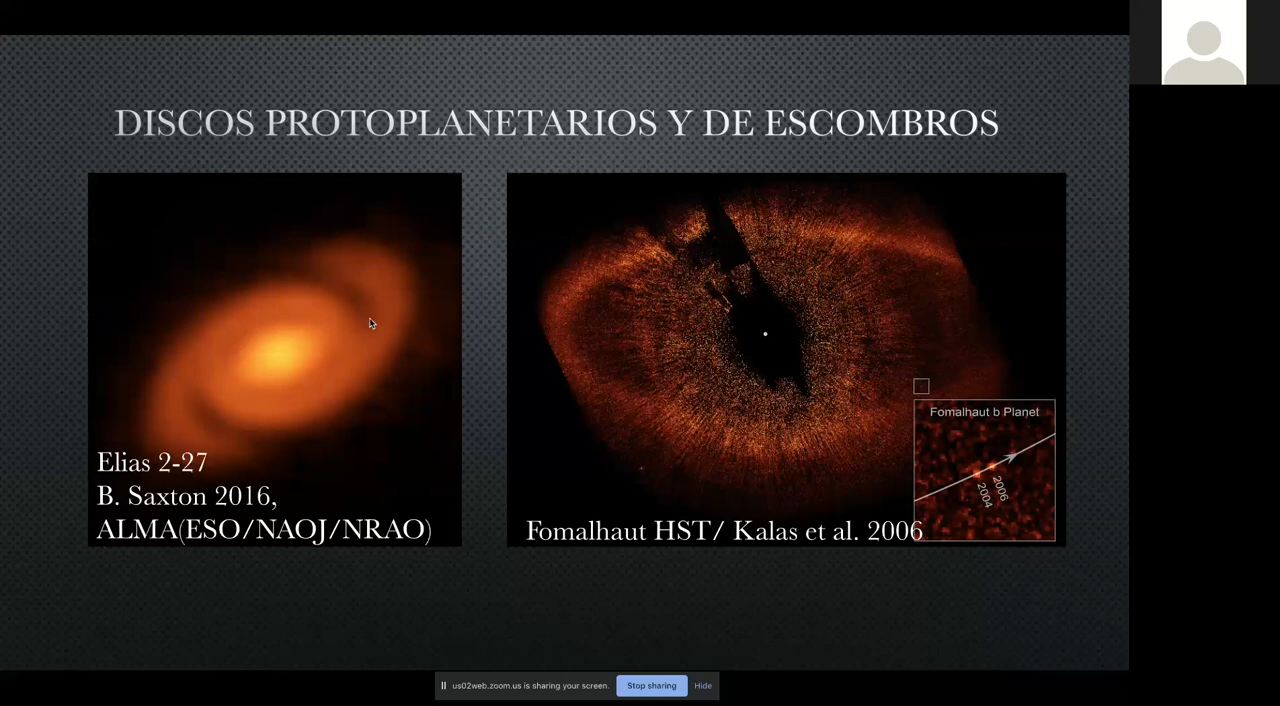 DISCOS PROTOPLANETARIOS Y DE ESCOMBROS
Elias 2-27
B. Saxton 2016,
ALMA(ESO/NAOJ/NRAO)
Fomalhaut HST/ Kalas et al. 2006
Fomalhaut b Planet
2006
2004
us02web.zoom.us is sharing your screen.
Stop sharing
Hide